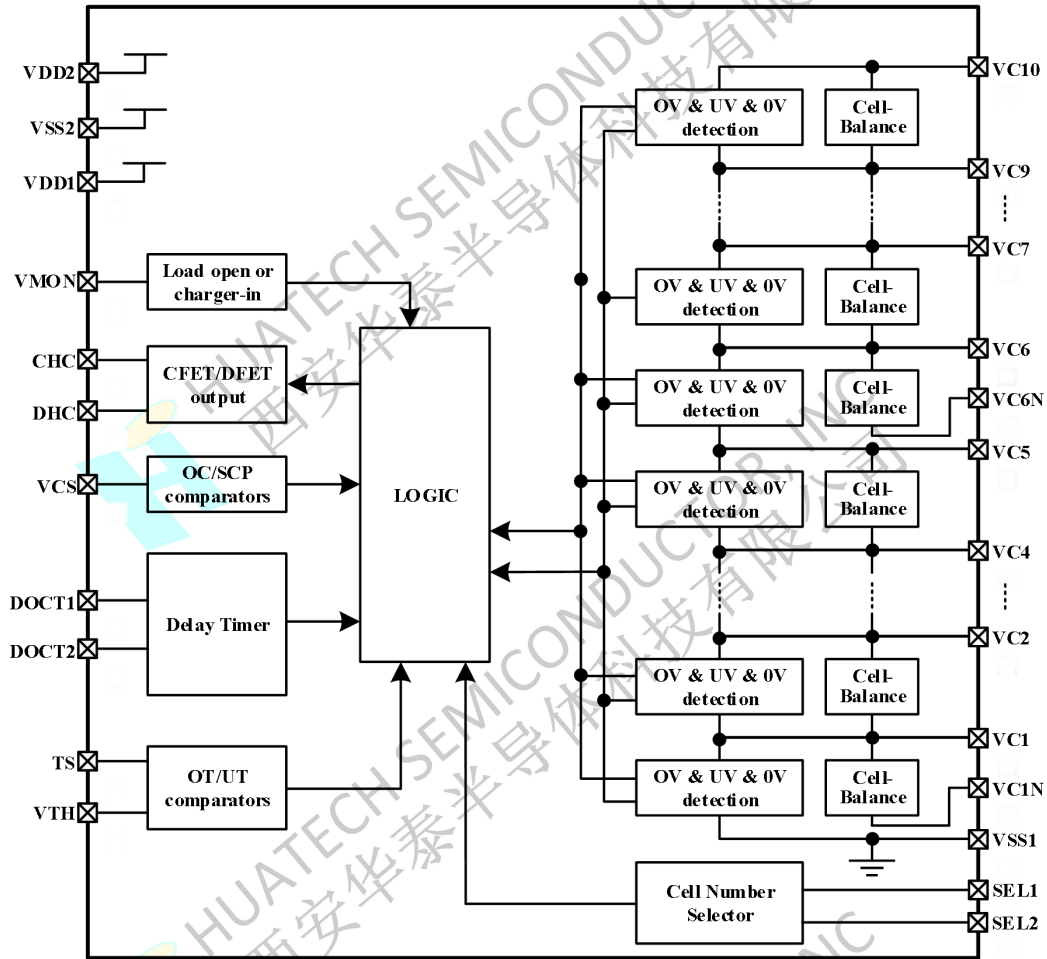 VDD2
VSS2
VDD1
VMON
CHC
DHC
VCS
DOCT1
DOCT2
TS
VTH
Load open or
charger-in
CFET/DFET
output
OC/SCP
comparators
Delay Timer
OT/UT
comparators
LOGIC
OV & UV & 0V
detection
Cell-
Balance
OV & UV & 0V
detection
Cell-
Balance
OV & UV & 0V
detection
Cell-
Balance
OV & UV & 0V
detection
Cell-
Balance
OV & UV & 0V
detection
Cell-
Balance
OV & UV & 0V
detection
Cell-
Balance
Cell Number
Selector
VC10
VC9
VC7
VC6
VC6N
VC5
VC4
VC2
VC1
VC1N
VSS1
SEL1
SEL2
HUATECH SEMICONDUC
西安华泰半导体科技有限
HUATECH SEMICONDUCTOR, INC
西安华泰半导体科技有限公司
INC